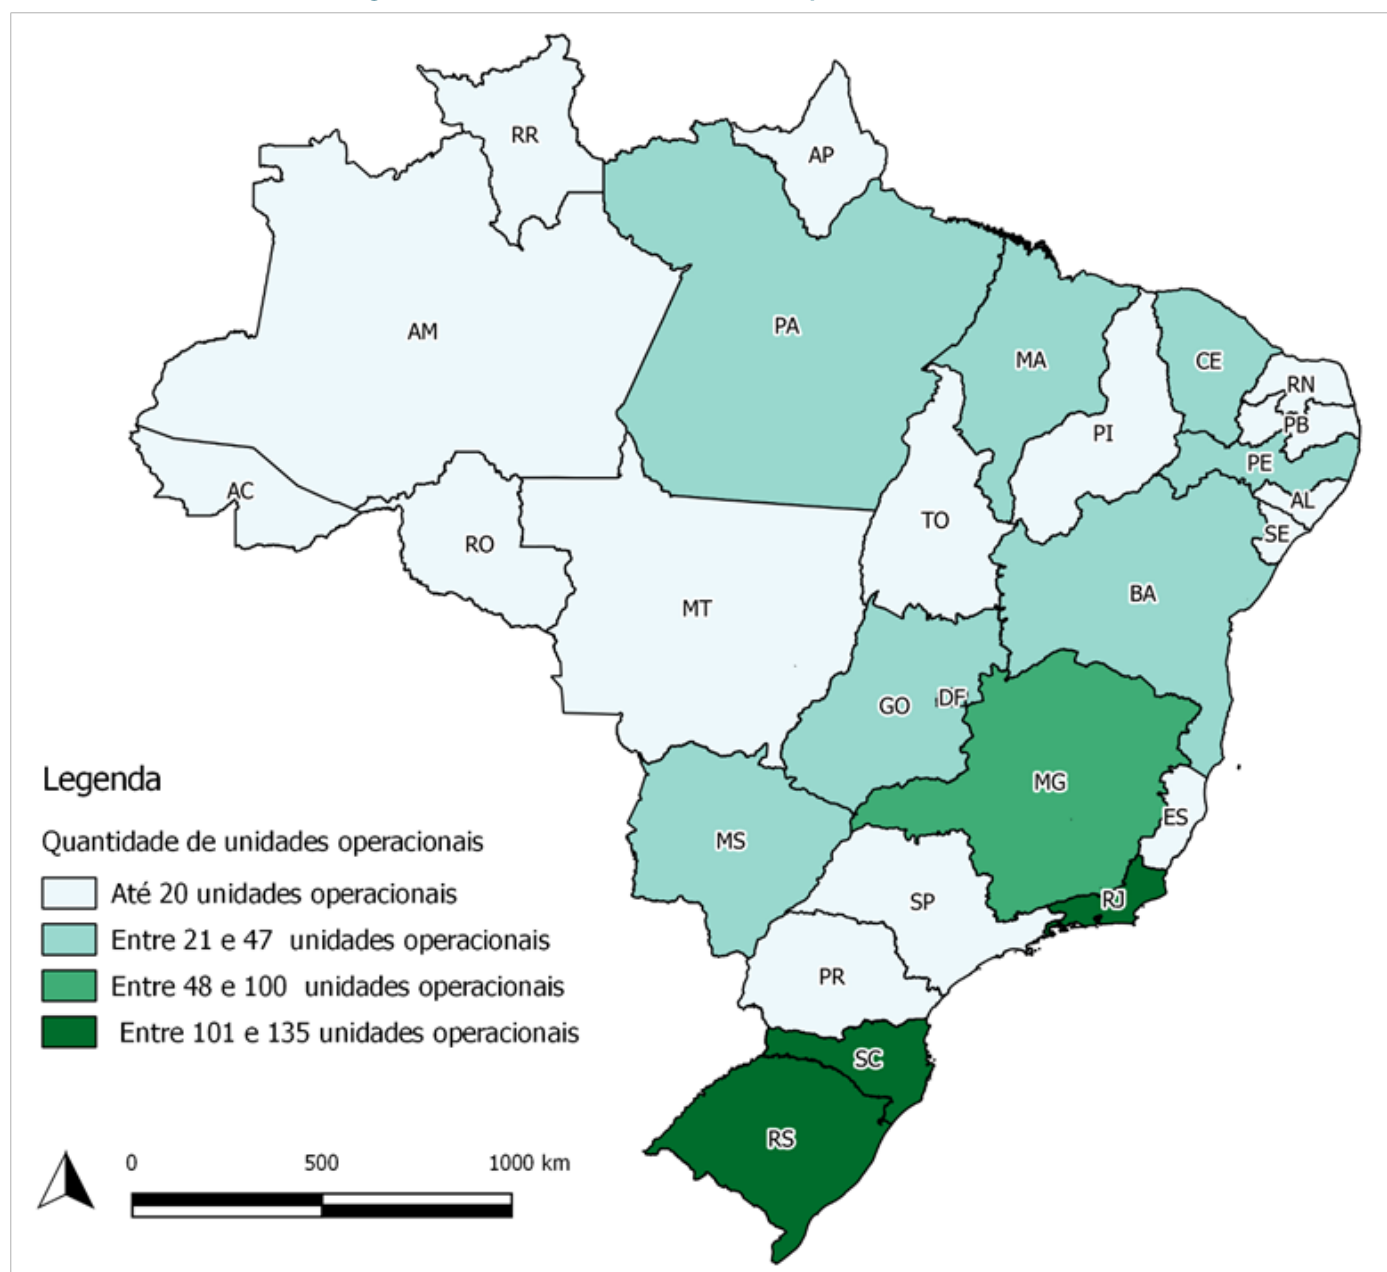 RR
AP
AM
PA
MA
CE
RN
PB
PI
PE
AC
AL
TO
SE
RO
BA
MT
GO
DF
MG
ES
MS
RJ
SP
PR
SC
RS
Legenda
Quantidade de unidades operacionais
Até 20 unidades operacionais
Entre 21 e 47 unidades operacionais
Entre 48 e 100 unidades operacionais
Entre 101 e 135 unidades operacionais
0 500 1000 km